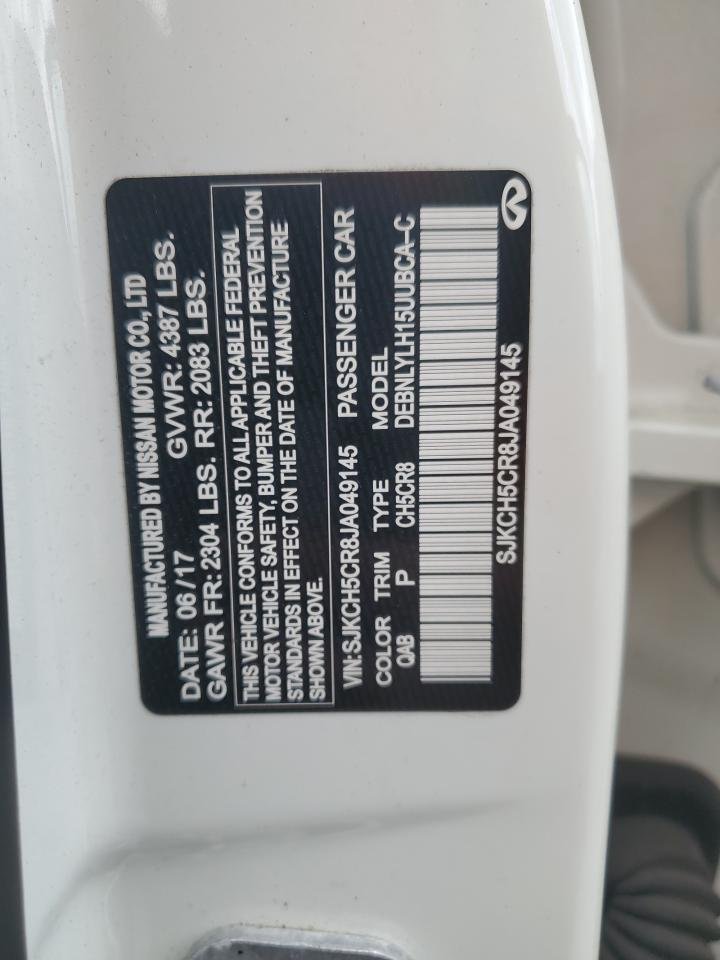 MANUFACTURED BY NISSAN MOTOR CO., LTD
DATE: 06/17 GVWR: 4387 LBS.
GAWR FR: 2304 LBS. RR: 2083 LBS.
THIS VEHICLE CONFORMS TO ALL APPLICABLE FEDERAL
MOTOR VEHICLE SAFETY, BUMPER AND THEFT PREVENTION
STANDARDS IN EFFECT ON THE DATE OF MANUFACTURE
SHOWN ABOVE.
VIN:SJKCH5CR8JA049145 PASSENGER CAR
COLOR TRIM TYPE MODEL
QAB P CH5CR8 DEBNLYLH15UUBCA-C
SJKCH5CR8JA049145